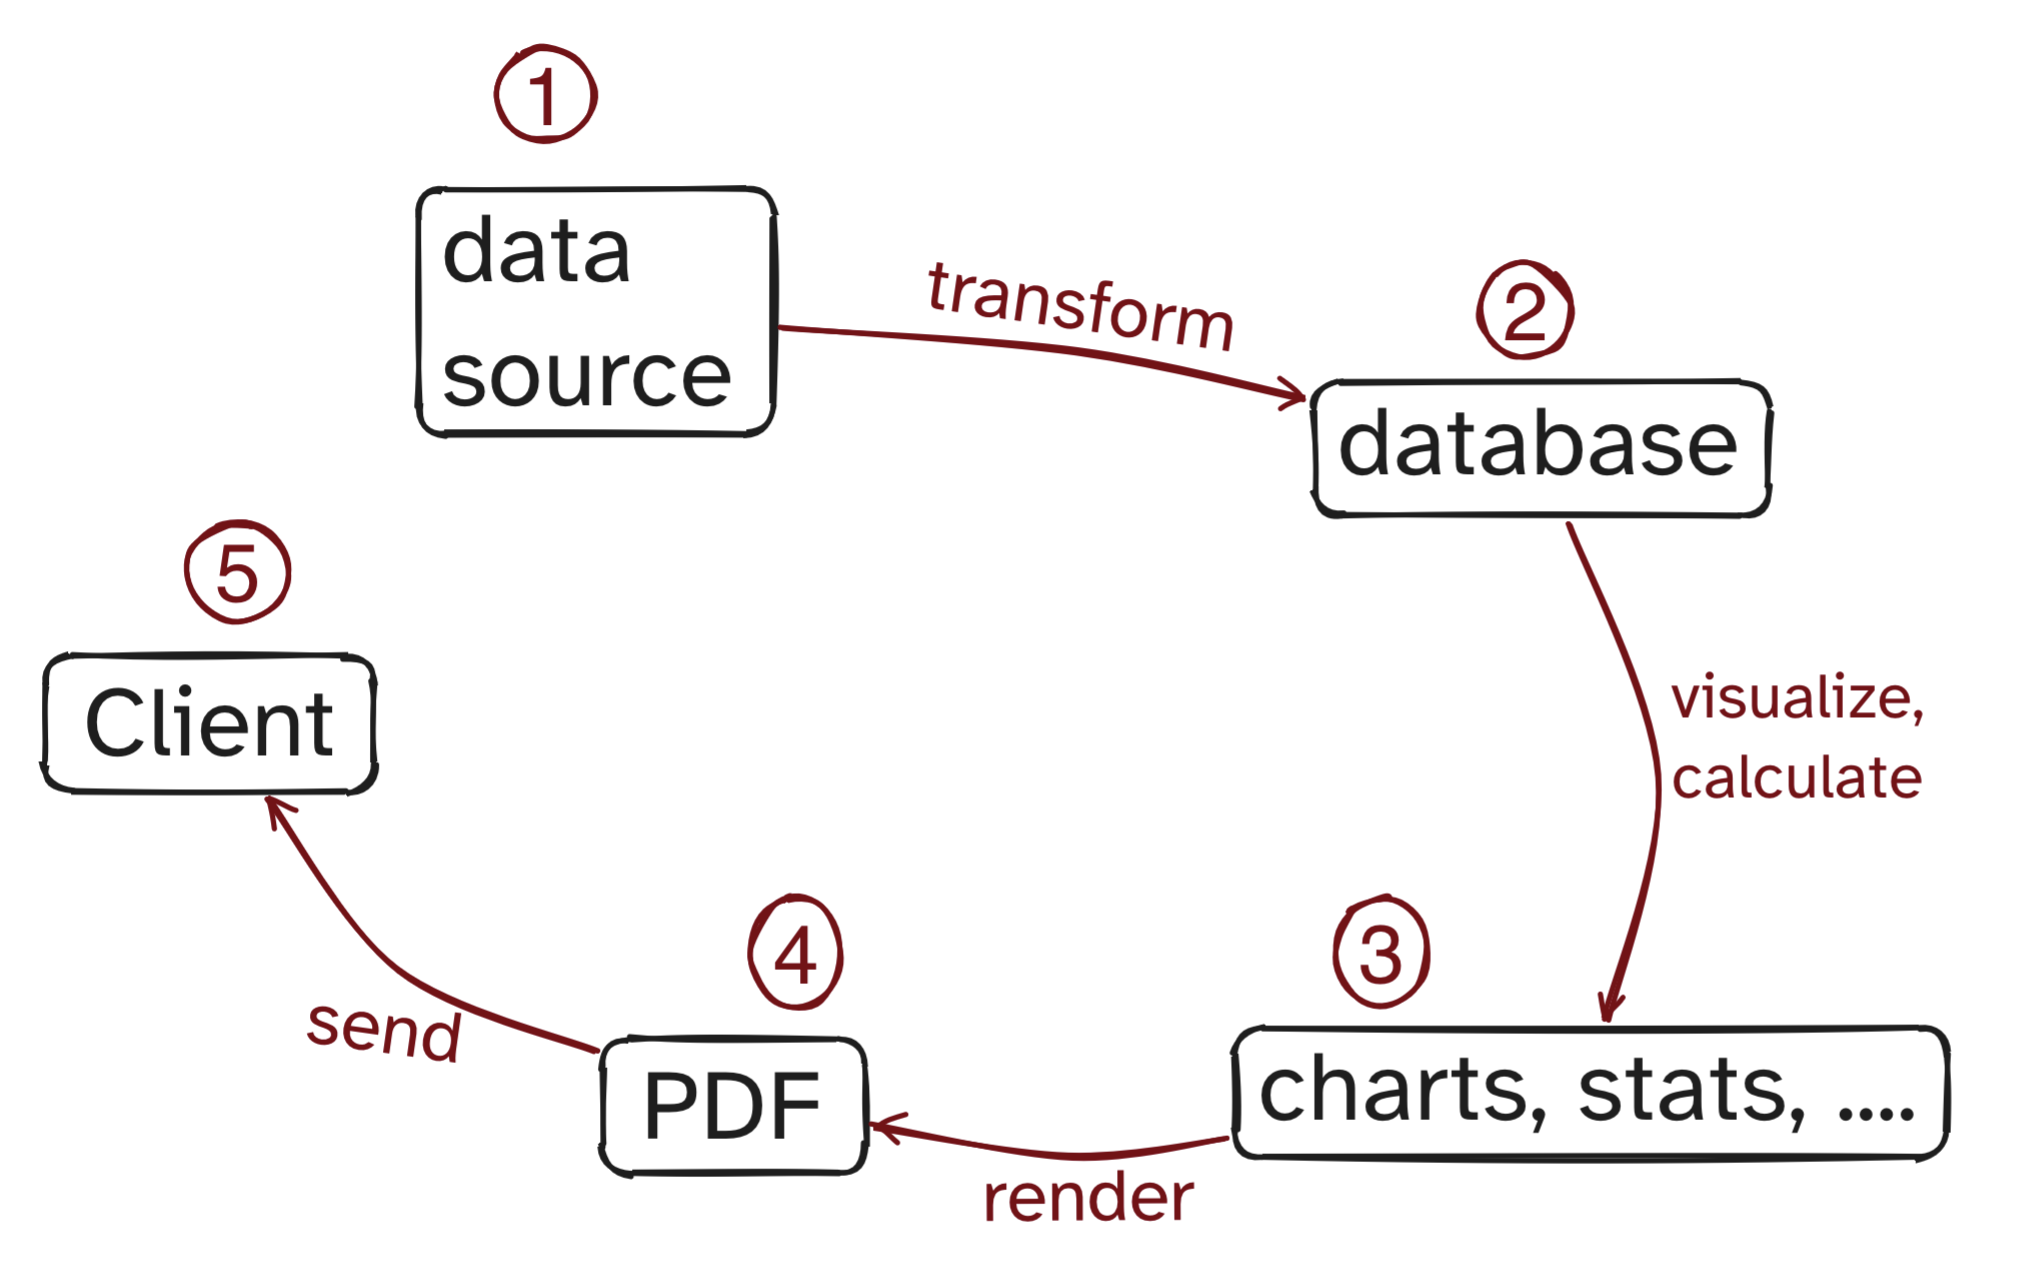 1
data
source
transform
2
database
visualize,
calculate
3
charts, stats, ....
render
4
PDF
send
5
Client